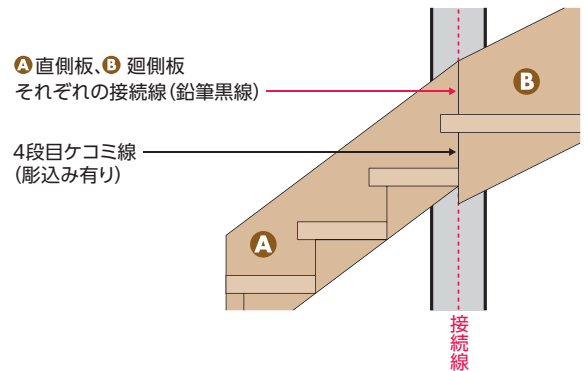 A直側板、B 廻側板
それぞれの接続線（鉛筆黒線）
4段目ケコミ線
（彫込み有り）
A
B
接続線